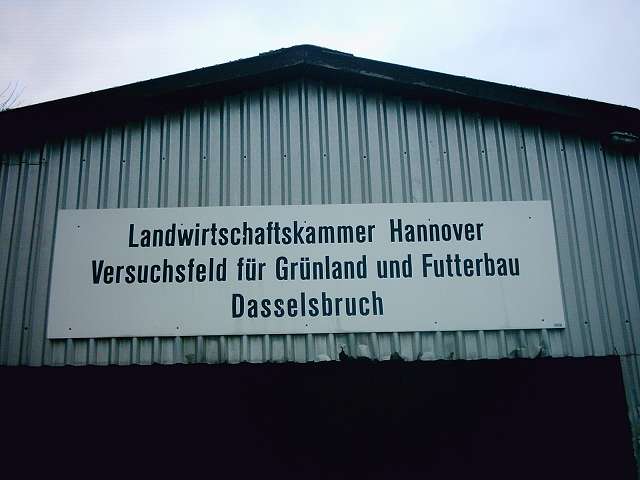 Landwirtschaftskammer Hannover
Versuchsfeld für Grünland und Futterbau
Dasselsbruch